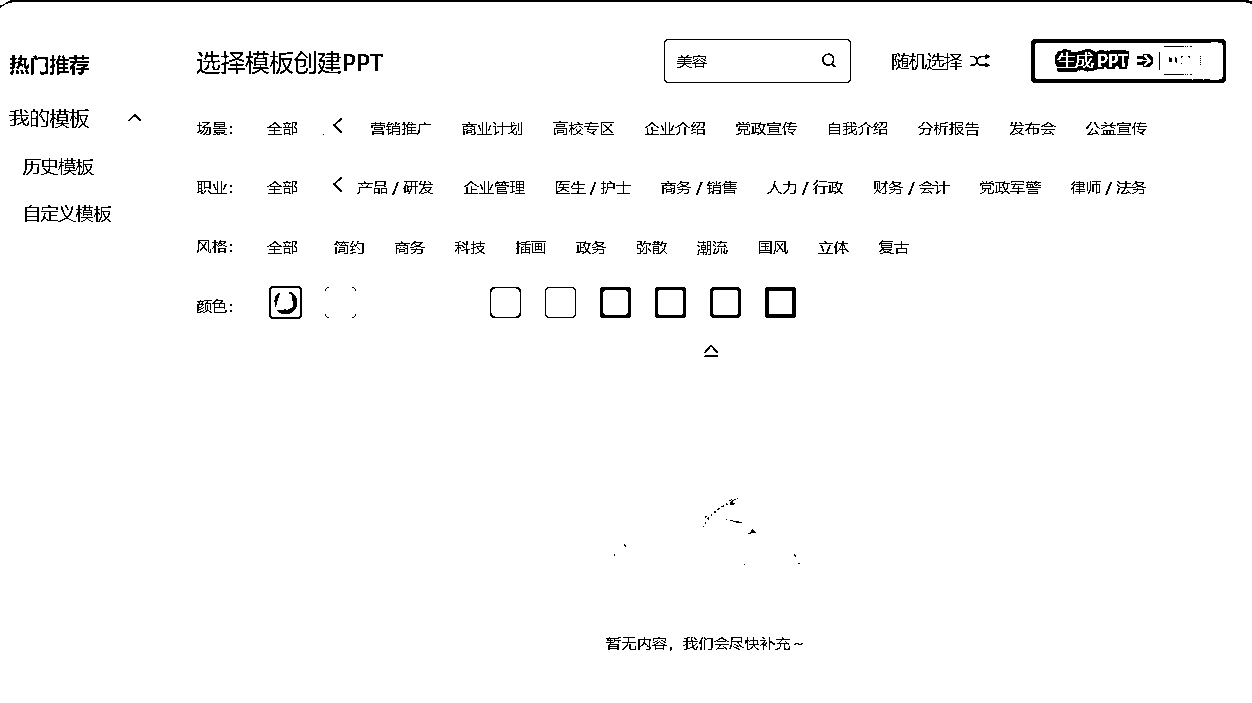 热门推荐
我的模板
历史模板
自定义模板
选择模板创建PPT
美容
随机选择
生成PPT
场景: 全部 营销推广 商业计划 高校专区 企业介绍 党政宣传 自我介绍 分析报告 发布会 公益宣传
职业: 全部 产品 / 研发 企业管理 医生 / 护士 商务 / 销售 人力 / 行政 财务 / 会计 党政军警 律师 / 法务
风格: 全部 简约 商务 科技 插画 政务 弥散 潮流 国风 立体 复古
颜色:
暂无内容，我们会尽快补充～